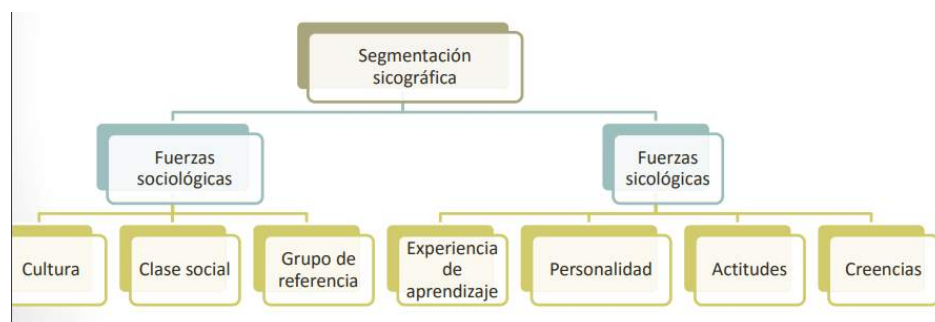 Segmentación
sicográfica
Fuerzas
sociológicas
Fuerzas
sicológicas
Cultura
Clase social
Grupo de
referencia
Experiencia
de
aprendizaje
Personalidad
Actitudes
Creencias